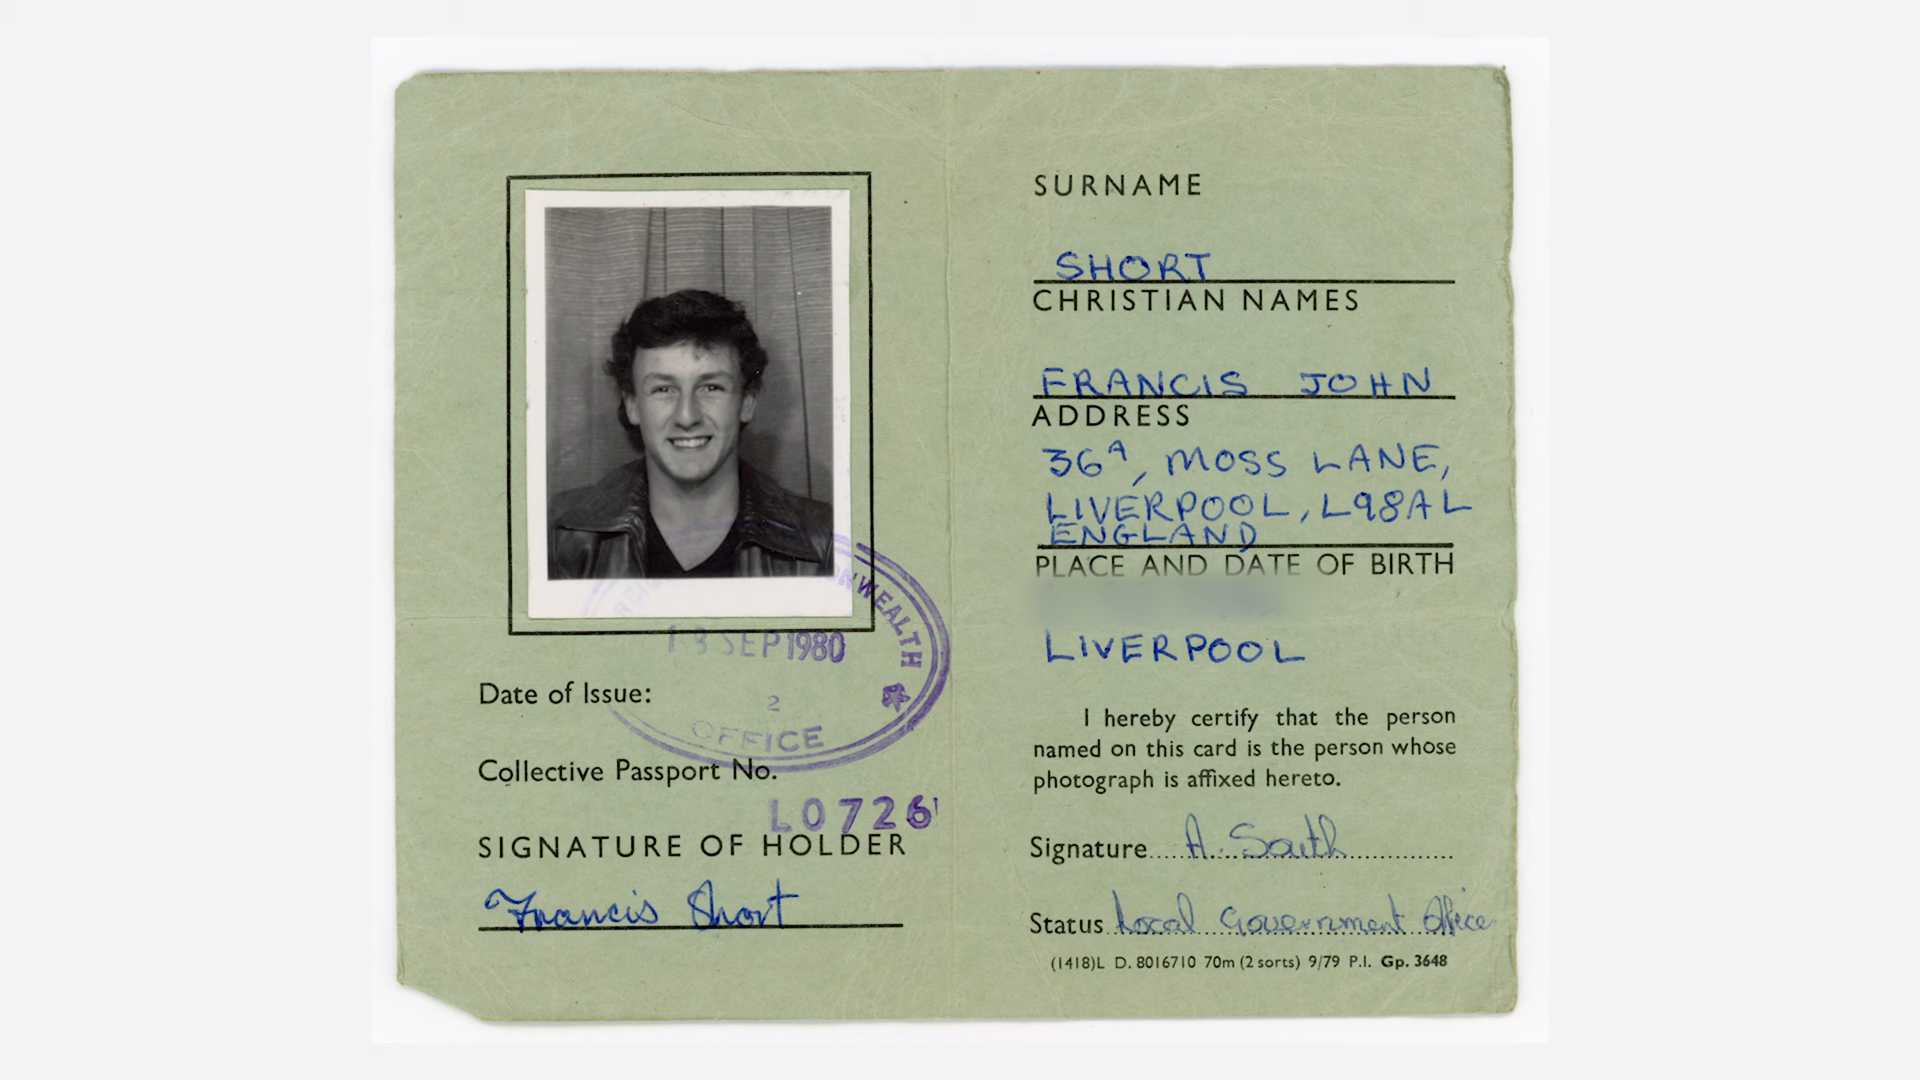 SURNAME
SHORT
CHRISTIAN NAMES
FRANCIS JOHN
ADDRESS
36A, MOSS LANE,
LIVERPOOL, L98AL
ENGLAND
PLACE AND DATE OF BIRTH
LIVERPOOL
I hereby certify that the person
named on this card is the person whose
photograph is affixed hereto.
Signature A. South
Status Local Government Officer
(1418)L D. 8016710 70m (2 sorts) 9/79 P.I. Gp. 3648
SEP 1980
2
OFFICE
Date of Issue:
Collective Passport No.
L0726
SIGNATURE OF HOLDER
Francis Short